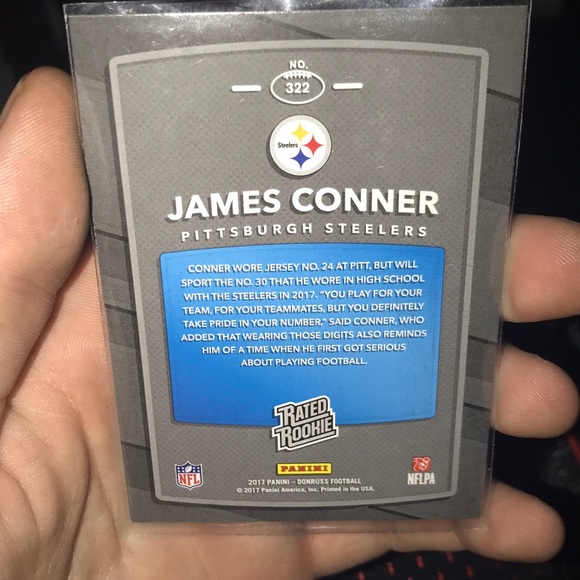 NO.
322
Steelers
JAMES CONNER
PITTSBURGH STEELERS
CONNER WORE JERSEY NO. 24 AT PITT, BUT WILL
SPORT THE NO. 30 THAT HE WORE IN HIGH SCHOOL
WITH THE STEELERS IN 2017. "YOU PLAY FOR YOUR
TEAM, FOR YOUR TEAMMATES, BUT YOU DEFINITELY
TAKE PRIDE IN YOUR NUMBER," SAID CONNER, WHO
ADDED THAT WEARING THOSE DIGITS ALSO REMINDS
HIM OF A TIME WHEN HE FIRST GOT SERIOUS
ABOUT PLAYING FOOTBALL.
RATED
ROOKIE
PANINI
NFL
NFLPA
2017 PANINI – DONRUSS FOOTBALL
© 2017 Panini America, Inc. Printed in the USA.